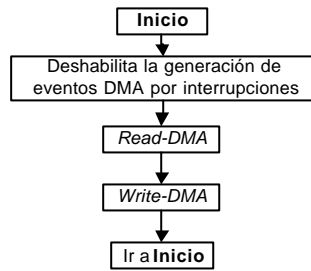 Inicio
Deshabilita la generación de
eventos DMA por interrupciones
Read-DMA
Write-DMA
Ir a Inicio